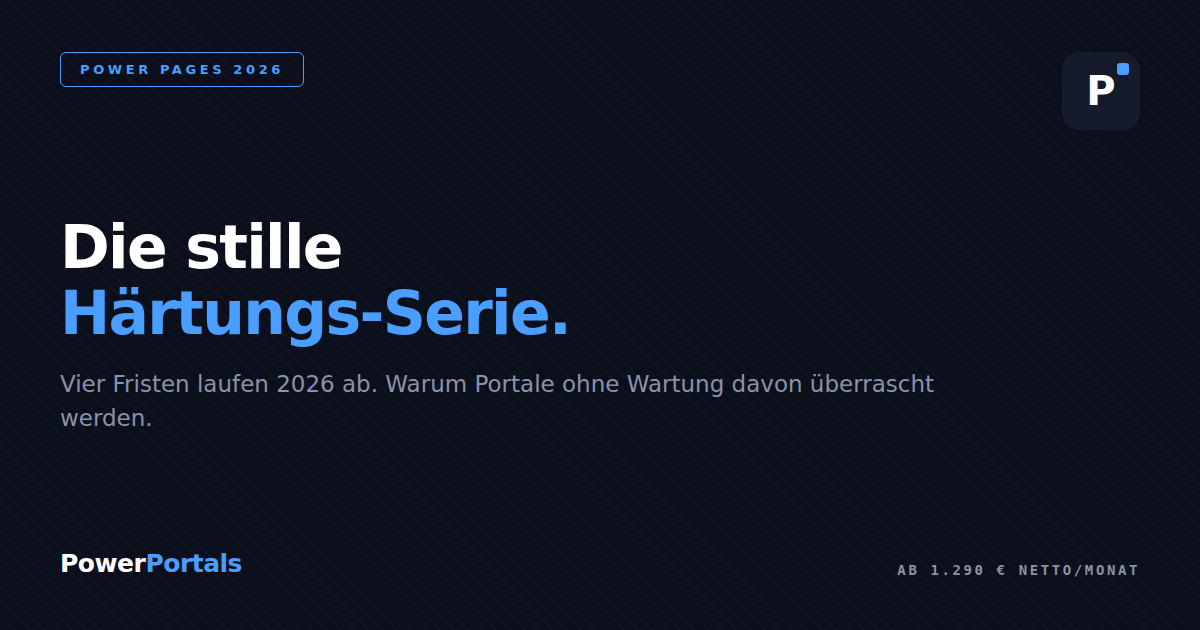 POWER PAGES 2026
P
Die stille
Härtungs-Serie.
Vier Fristen laufen 2026 ab. Warum Portale ohne Wartung davon überrascht
werden.
PowerPortals
AB 1.290 € NETTO/MONAT